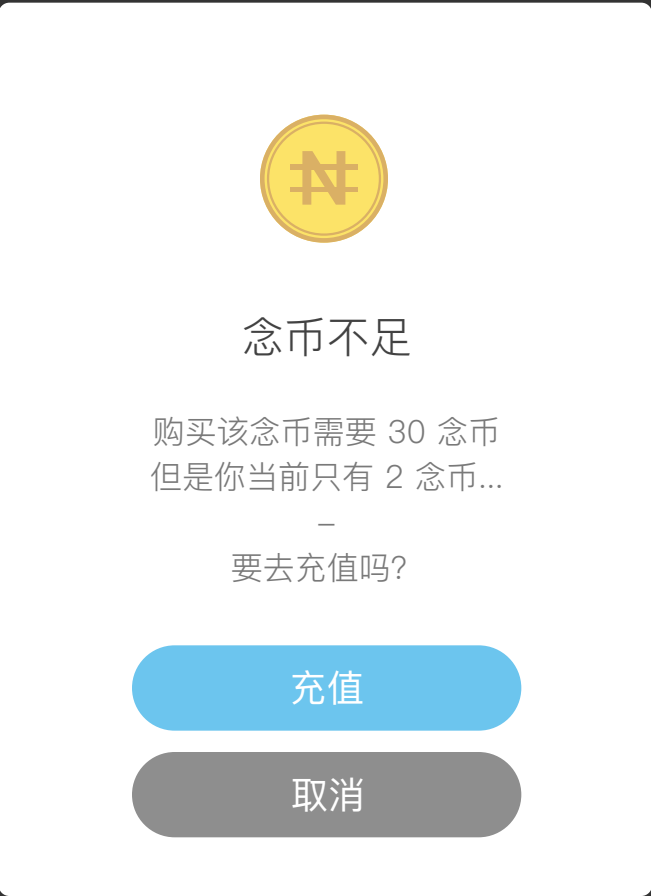 念币不足
购买该念币需要 30 念币
但是你当前只有 2 念币...
–
要去充值吗？
充值
取消